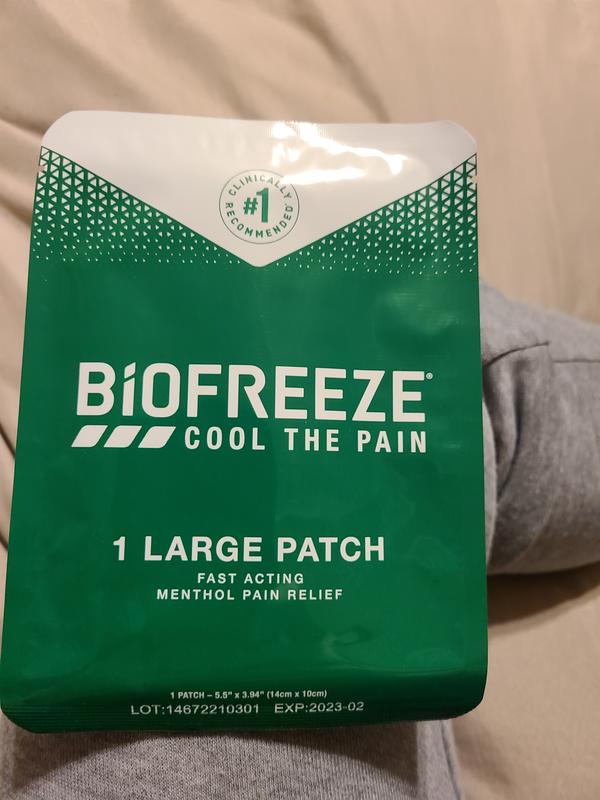 CLINICALLY
#1
RECOMMENDED
BiOFREEZE®
COOL THE PAIN
1 LARGE PATCH
FAST ACTING
MENTHOL PAIN RELIEF
1 PATCH – 5.5" x 3.94" (14cm x 10cm)
LOT:14672210301 EXP:2023-02